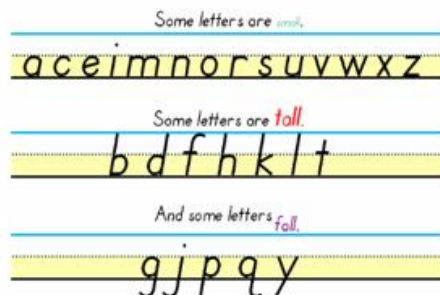 Some letters are small.
a c e i m n o r s u v w x z
Some letters are tall.
b d f h k l t
And some letters fall.
g j p q y